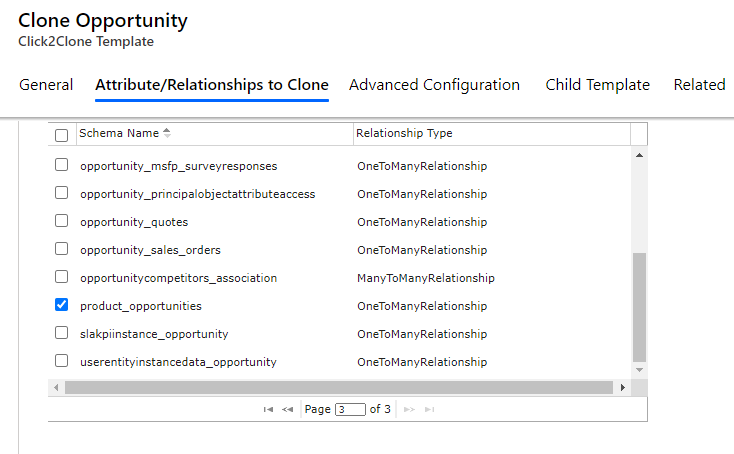 Clone Opportunity
Click2Clone Template
General Attribute/Relationships to Clone Advanced Configuration Child Template Related
Schema Name Relationship Type
opportunity_msfp_surveyresponses OneToManyRelationship
opportunity_principalobjectattributeaccess OneToManyRelationship
opportunity_quotes OneToManyRelationship
opportunity_sales_orders OneToManyRelationship
opportunitycompetitors_association ManyToManyRelationship
product_opportunities OneToManyRelationship
slakpiinstance_opportunity OneToManyRelationship
userentityinstancedata_opportunity OneToManyRelationship
Page 3 of 3